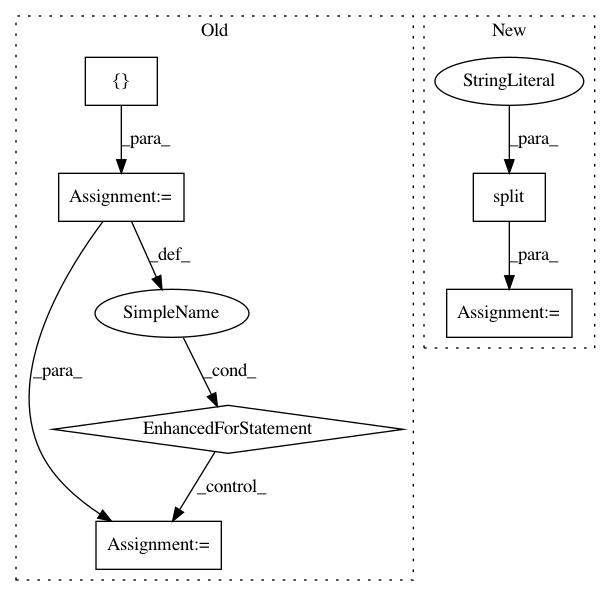 Old
New
{}
StringLiteral
_para_
_para_
Assignment:=
split
_def_
_para_
SimpleName
Assignment:=
_para_
_cond_
EnhancedForStatement
_control_
Assignment:=